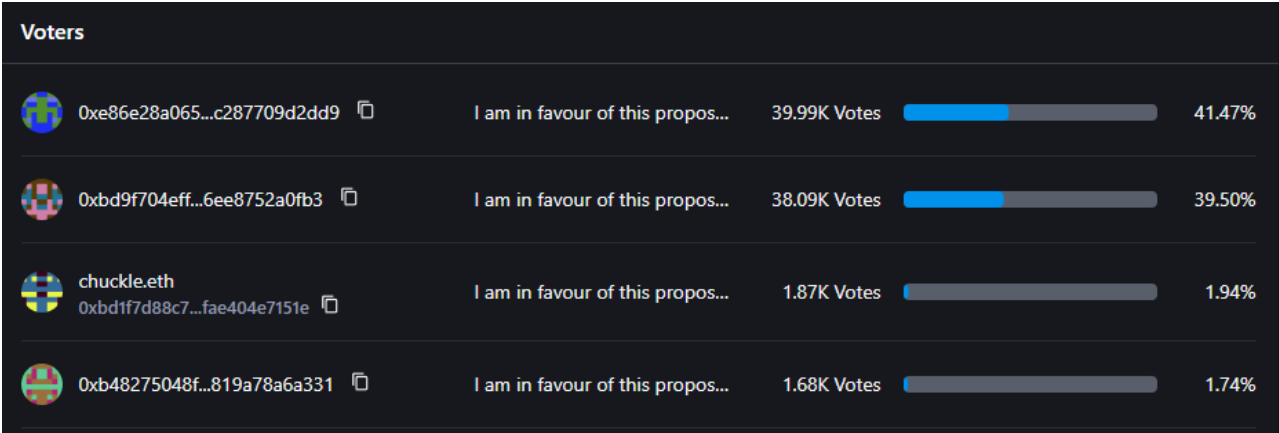 Voters
0xe86e28a065...c287709d2dd9 I am in favour of this propos... 39.99K Votes 41.47%
0xbd9f704eff...6ee8752a0fb3 I am in favour of this propos... 38.09K Votes 39.50%
chuckle.eth
0xbd1f7d88c7...fae404e7151e I am in favour of this propos... 1.87K Votes 1.94%
0xb48275048f...819a78a6a331 I am in favour of this propos... 1.68K Votes 1.74%